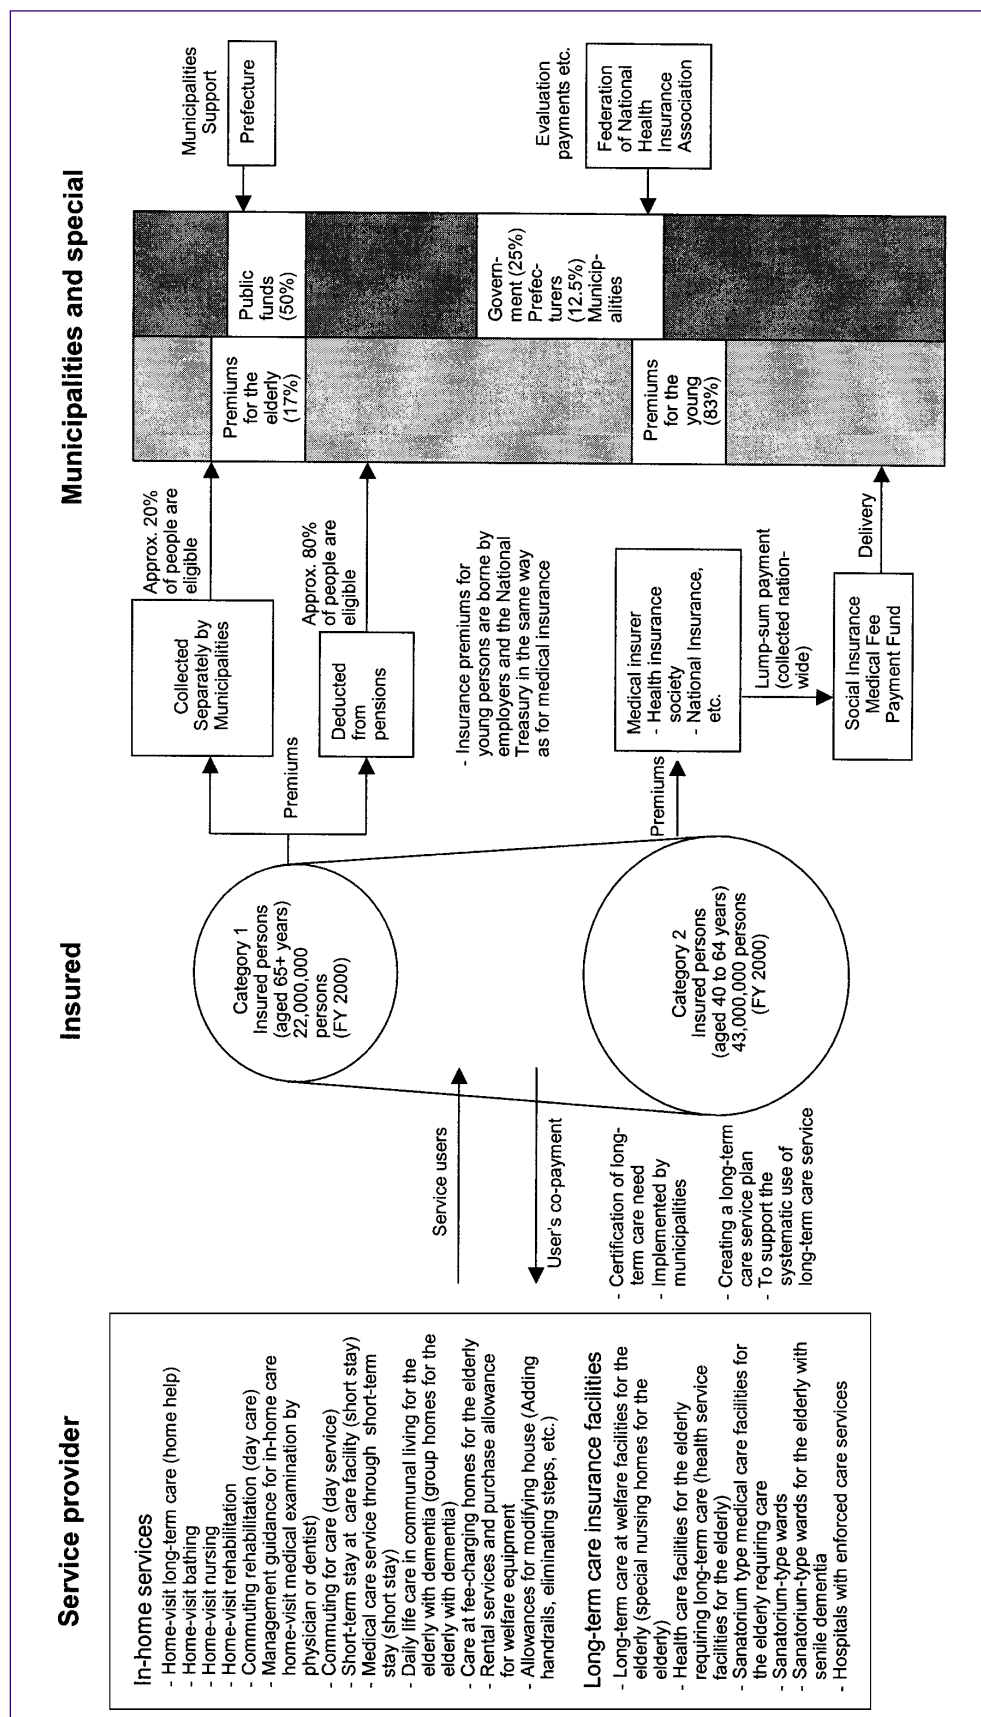 Service provider
In-home services
- Home-visit long-term care (home help)
- Home-visit bathing
- Home-visit nursing
- Home-visit rehabilitation
- Commuting rehabilitation (day care)
- Management guidance for in-home care
home-visit medical examination by
physician or dentist)
- Commuting for care (day service)
- Short-term stay at care facility (short stay)
- Medical care service through short-term
stay (short stay)
- Daily life care in communal living for the
elderly with dementia (group homes for the
elderly with dementia)
- Care at fee-charging homes for the elderly
- Rental services and purchase allowance
for welfare equipment
- Allowances for modifying house (Adding
handrails, eliminating steps, etc.)
Long-term care insurance facilities
- Long-term care at welfare facilities for the
elderly (special nursing homes for the
elderly)
- Health care facilities for the elderly
requiring long-term care (health service
facilities for the elderly)
- Sanatorium type medical care facilities for
the elderly requiring care
- Sanatorium-type wards
- Sanatorium-type wards for the elderly with
senile dementia
- Hospitals with enforced care services
Service users
User's co-payment
- Certification of long-
term care need
- Implemented by
municipalities
- Creating a long-term
care service plan
- To support the
systematic use of
long-term care service
Insured
Category 1
Insured persons
(aged 65+ years)
22,000,000
persons
(FY 2000)
Category 2
Insured persons
(aged 40 to 64 years)
43,000,000 persons
(FY 2000)
Premiums
Collected
Separately by
Municipalities
Approx. 20%
of people are
eligible
Deducted
from
pensions
Approx. 80%
of people are
eligible
- Insurance premiums for
young persons are borne by
employers and the National
Treasury in the same way
as for medical insurance
Premiums
Medical insurer
- Health insurance
society
- National Insurance,
etc.
Lump-sum payment
(collected nation-
wide)
Social Insurance
Medical Fee
Payment Fund
Delivery
Municipalities and special
Premiums
for the
elderly
(17%)
Public
funds
(50%)
Govern-
ment (25%)
Prefec-
turers
(12.5%)
Municip-
alities
Premiums
for the
young
(83%)
Municipalities
Support
Prefecture
Evaluation
payments etc.
Federation
of National
Health
Insurance
Association